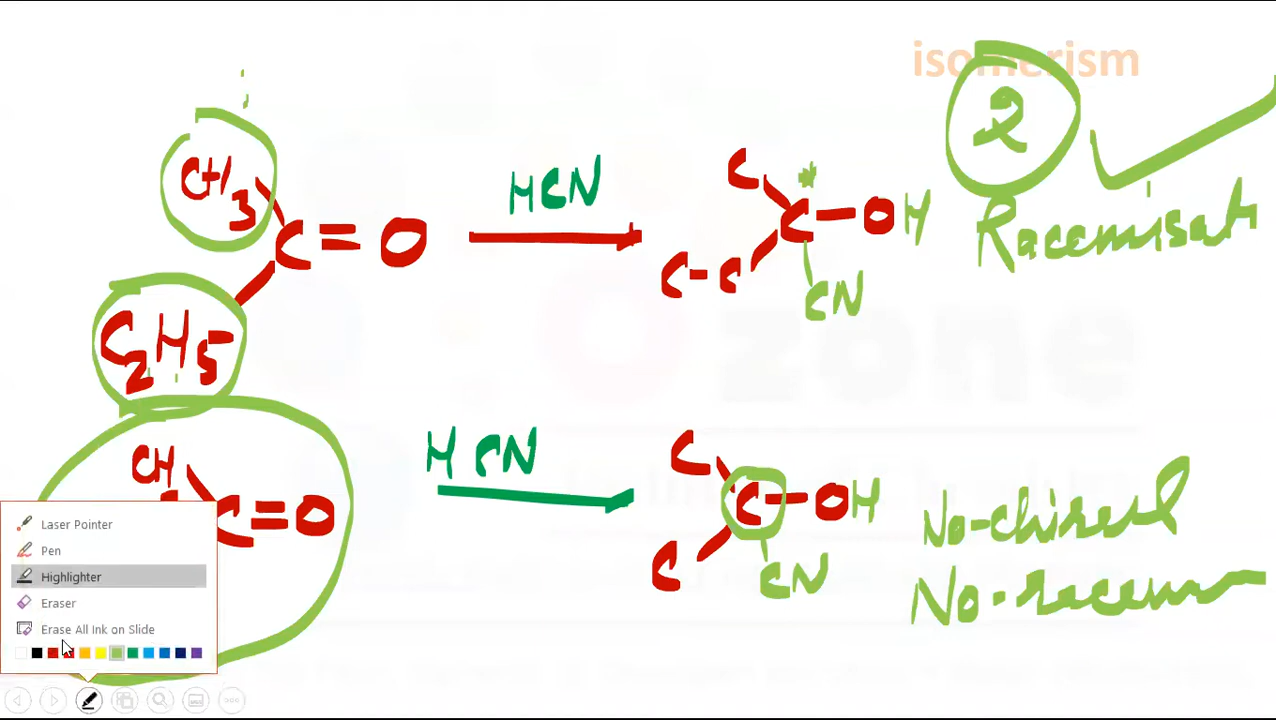 isomerism
2
CH3
C=O
C2H5
HCN
C
C-OH
C-C
CN
*
Racemisat
zone
CH
C=O
HCN
C
C-OH
C
CN
No-chiral
No-racem
Laser Pointer
Pen
Highlighter
Eraser
Erase All Ink on Slide